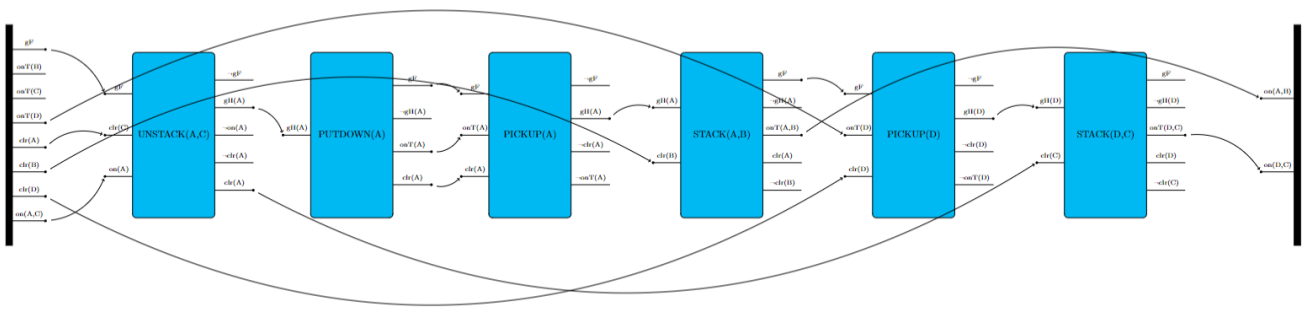 gF
onT(B)
onT(C)
onT(D)
clr(A)
clr(B)
clr(D)
on(A,C)
gF
clr(C)
on(A)
UNSTACK(A,C)
¬gF
gH(A)
¬on(A)
¬clr(A)
clr(A)
gH(A)
PUTDOWN(A)
gF
¬gH(A)
onT(A)
clr(A)
gF
onT(A)
clr(A)
PICKUP(A)
¬gF
gH(A)
¬clr(A)
¬onT(A)
gH(A)
clr(B)
STACK(A,B)
gF
¬gH(A)
onT(A,B)
clr(A)
¬clr(B)
gF
onT(D)
clr(D)
PICKUP(D)
¬gF
gH(D)
¬clr(D)
¬onT(D)
gH(D)
clr(C)
STACK(D,C)
gF
¬gH(D)
onT(D,C)
clr(D)
¬clr(C)
on(A,B)
on(D,C)